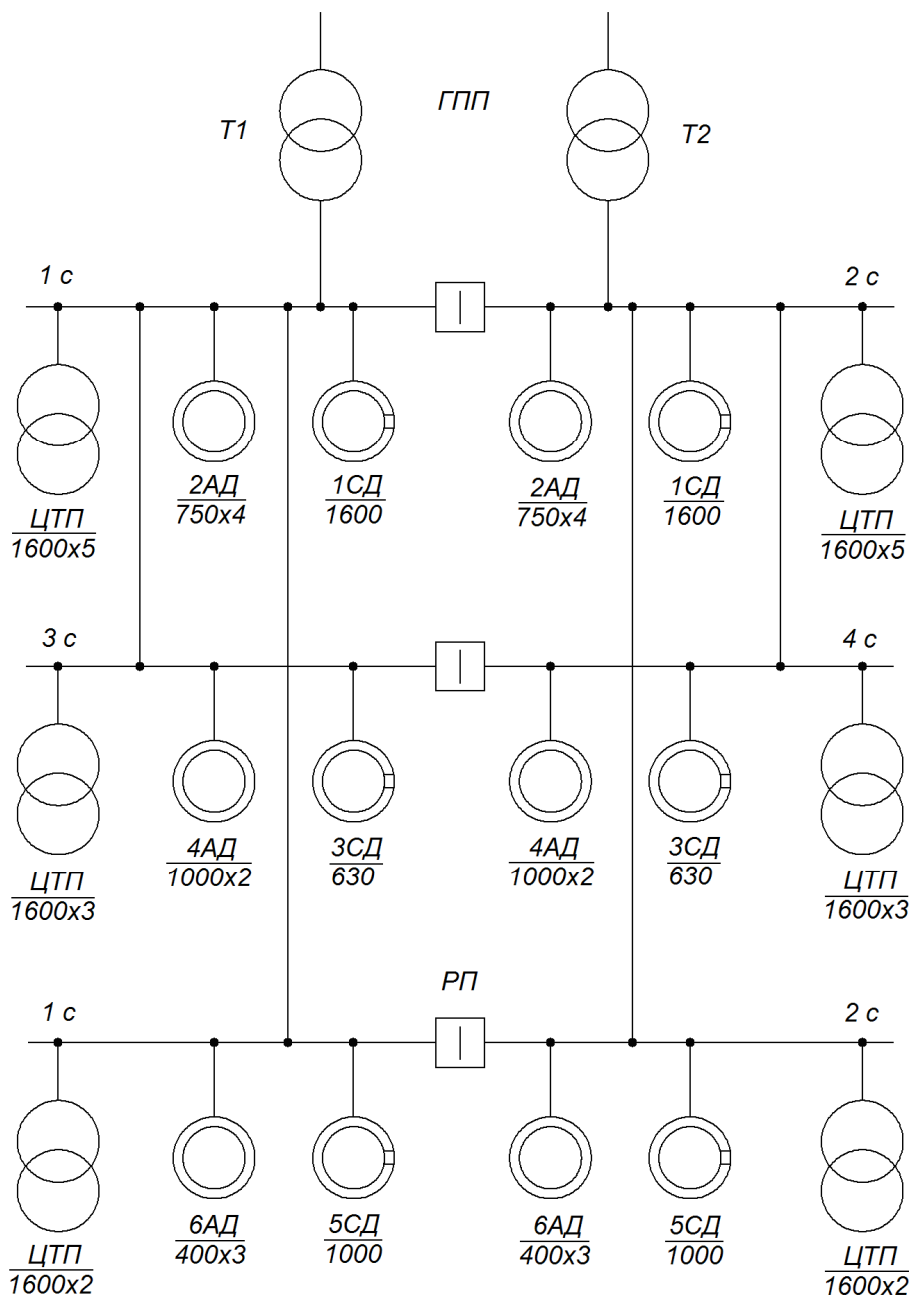 ГПП
Т1
Т2
1 с
2 с
2АД
750х4
1СД
1600
2АД
750х4
1СД
1600
ЦТП
1600х5
ЦТП
1600х5
3 с
4 с
4АД
1000х2
3СД
630
4АД
1000х2
3СД
630
ЦТП
1600х3
ЦТП
1600х3
РП
1 с
2 с
6АД
400х3
5СД
1000
6АД
400х3
5СД
1000
ЦТП
1600х2
ЦТП
1600х2